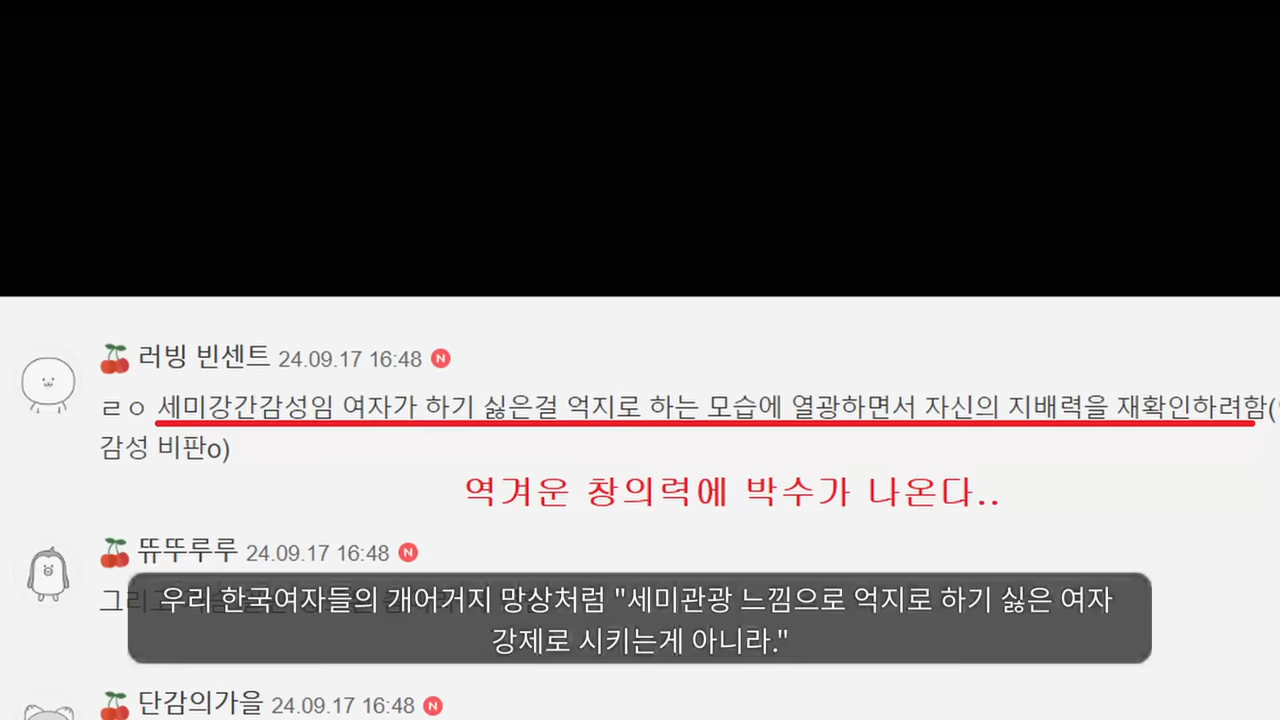 러빙 빈센트 24.09.17 16:48 N
ㄹㅇ 세미강간감성임 여자가 하기 싫은걸 억지로 하는 모습에 열광하면서 자신의 지배력을 재확인하려함(
감성 비판o)
역겨운 창의력에 박수가 나온다..
뜌뚜루루 24.09.17 16:48 N
그리고
우리 한국여자들의 개어거지 망상처럼 "세미관광 느낌으로 억지로 하기 싫은 여자
강제로 시키는게 아니라."
단감의가을 24.09.17 16:48 N